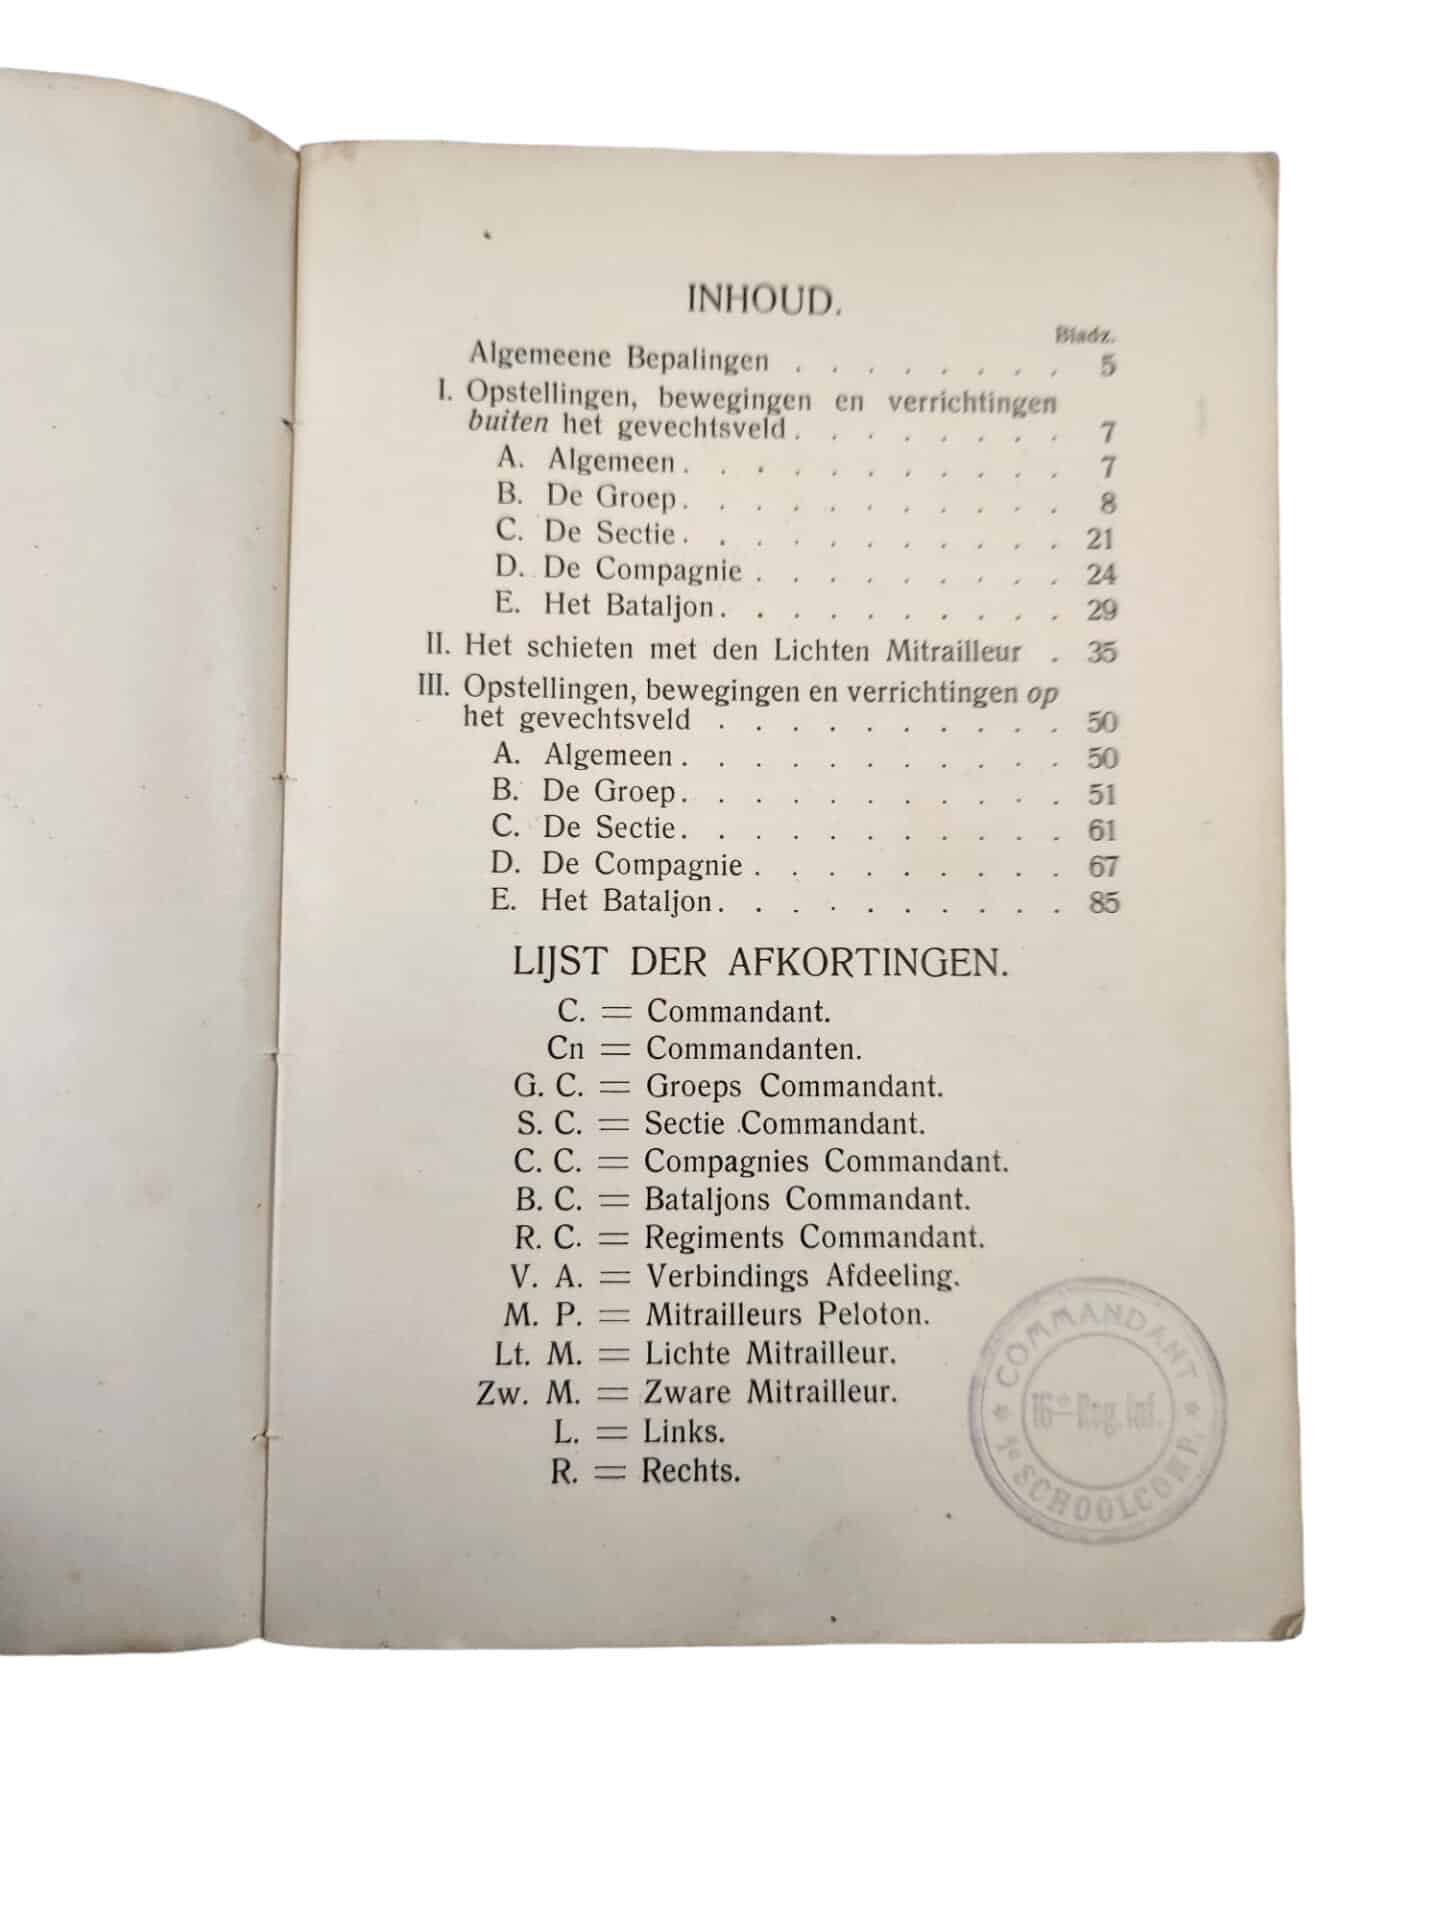 INHOUD.
Bladz.
Algemeene Bepalingen . . . . . . . . 5
I. Opstellingen, bewegingen en verrichtingen
buiten het gevechtsveld . . . . . . . . 7
A. Algemeen . . . . . . . . . . . 7
B. De Groep . . . . . . . . . . . 8
C. De Sectie . . . . . . . . . . . 21
D. De Compagnie . . . . . . . . . 24
E. Het Bataljon . . . . . . . . . . 29
II. Het schieten met den Lichten Mitrailleur . 35
III. Opstellingen, bewegingen en verrichtingen op
het gevechtsveld . . . . . . . . . . 50
A. Algemeen . . . . . . . . . . . 50
B. De Groep . . . . . . . . . . . 51
C. De Sectie . . . . . . . . . . . 61
D. De Compagnie . . . . . . . . . 67
E. Het Bataljon . . . . . . . . . . 85
LIJST DER AFKORTINGEN.
C. = Commandant.
Cn = Commandanten.
G. C. = Groeps Commandant.
S. C. = Sectie Commandant.
C. C. = Compagnies Commandant.
B. C. = Bataljons Commandant.
R. C. = Regiments Commandant.
V. A. = Verbindings Afdeeling.
M. P. = Mitrailleurs Peloton.
Lt. M. = Lichte Mitrailleur.
Zw. M. = Zware Mitrailleur.
L. = Links.
R. = Rechts.
COMMANDANT
16e Reg. Inf.
SCHOOLCOMP.